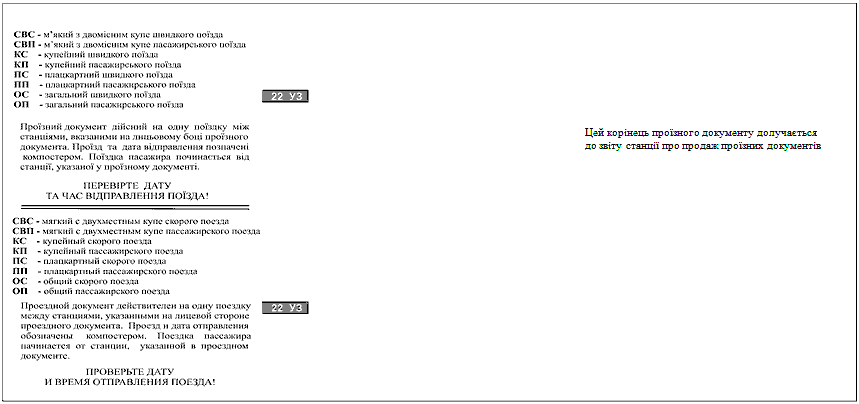 СВС - м'який з двомісним купе швидкого поїзда
СВП - м'який з двомісним купе пасажирського поїзда
КС - купейний швидкого поїзда
КП - купейний пасажирського поїзда
ПС - плацкартний швидкого поїзда
ПП - плацкартний пасажирського поїзда
ОС - загальний швидкого поїзда
ОП - загальний пасажирського поїзда
22 УЗ
Проїзний документ дійсний на одну поїздку між
станціями, вказаними на лицьовому боці проїзного
документа. Проїзд та дата відправлення позначені
компостером. Поїздка пасажира починається від
станції, указаної у проїзному документі.
ПЕРЕВІРТЕ ДАТУ
ТА ЧАС ВІДПРАВЛЕННЯ ПОЇЗДА!
СВС - мягкий с двухместным купе скорого поезда
СВП - мягкий с двухместным купе пассажирского поезда
КС - купейный скорого поезда
КП - купейный пассажирского поезда
ПС - плацкартный скорого поезда
ПП - плацкартный пассажирского поезда
ОС - общий скорого поезда
ОП - общий пассажирского поезда
22 УЗ
Проездной документ действителен на одну поездку
между станциями, указанными на лицевой стороне
проездного документа. Проезд и дата отправления
обозначены компостером. Поездка пассажира
начинается от станции, указанной в проездном
документе.
ПРОВЕРЬТЕ ДАТУ
И ВРЕМЯ ОТПРАВЛЕНИЯ ПОЕЗДА!
Цей корінець проїзного документу долучається
до звіту станції про продаж проїзних документів